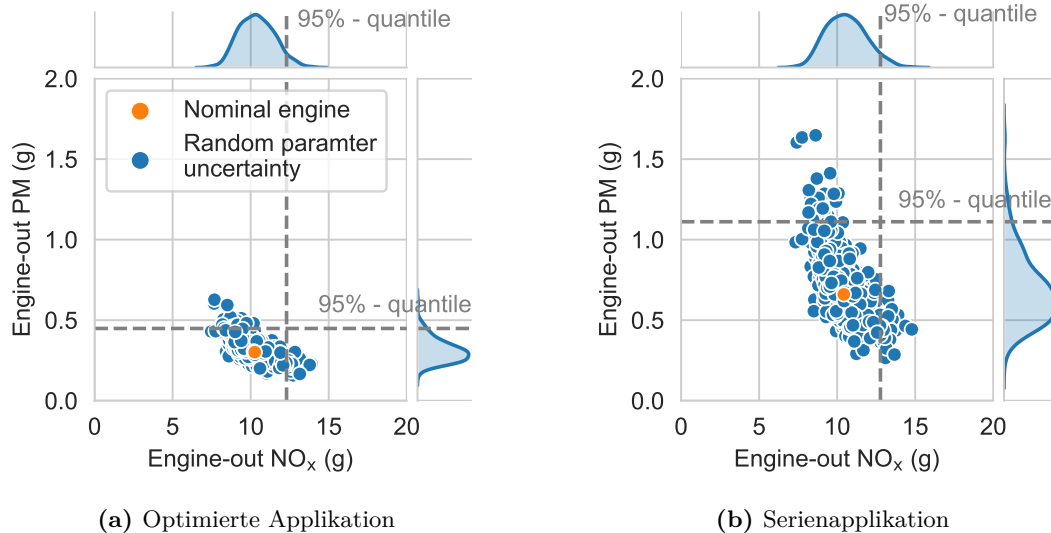 95% - quantile
2.0
1.5
1.0
0.5
0.0
Engine-out PM (g)
Nominal engine
Random paramter
uncertainty
95% - quantile
0 5 10 15 20
Engine-out NOₓ (g)
(a) Optimierte Applikation
95% - quantile
2.0
1.5
1.0
0.5
0.0
Engine-out PM (g)
95% - quantile
0 5 10 15 20
Engine-out NOₓ (g)
(b) Serienapplikation